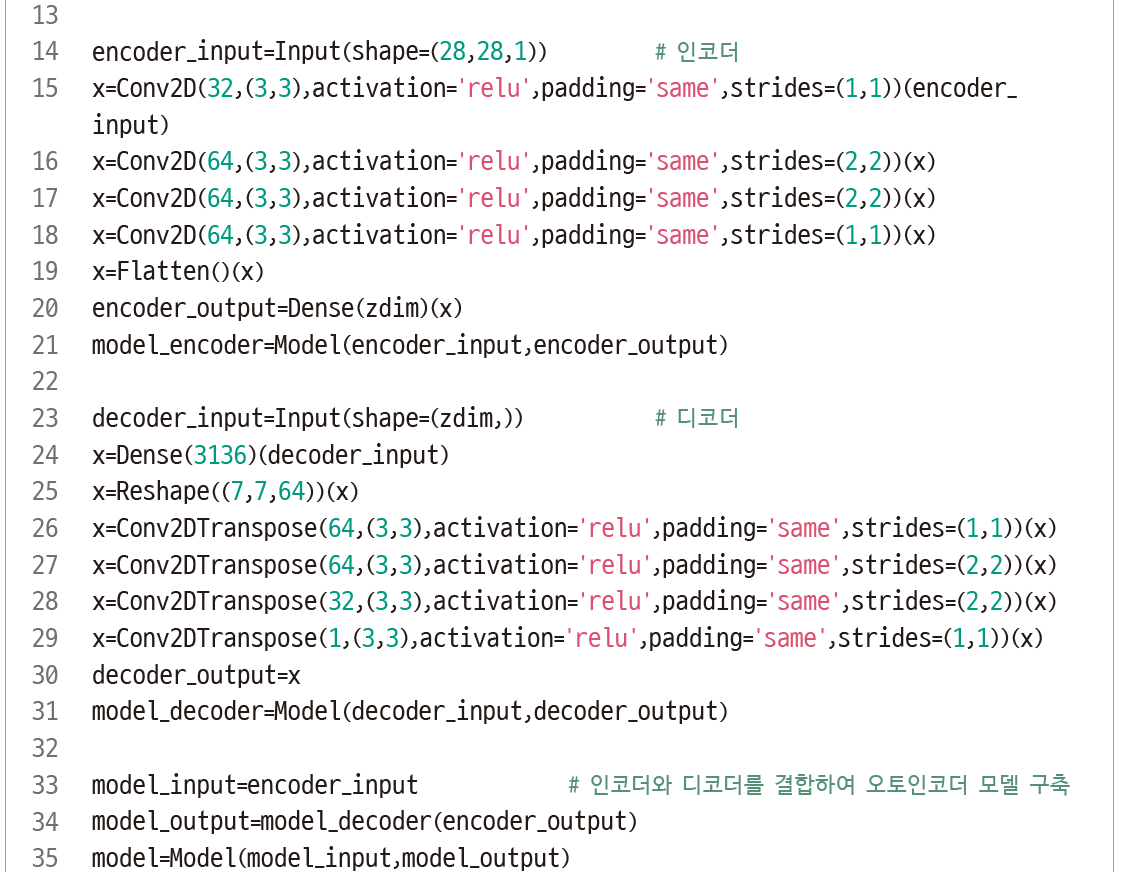 13
14 encoder_input=Input(shape=(28,28,1)) # 인코더
15 x=Conv2D(32,(3,3),activation='relu',padding='same',strides=(1,1))(encoder_
input)
16 x=Conv2D(64,(3,3),activation='relu',padding='same',strides=(2,2))(x)
17 x=Conv2D(64,(3,3),activation='relu',padding='same',strides=(2,2))(x)
18 x=Conv2D(64,(3,3),activation='relu',padding='same',strides=(1,1))(x)
19 x=Flatten()(x)
20 encoder_output=Dense(zdim)(x)
21 model_encoder=Model(encoder_input,encoder_output)
22
23 decoder_input=Input(shape=(zdim,)) # 디코더
24 x=Dense(3136)(decoder_input)
25 x=Reshape((7,7,64))(x)
26 x=Conv2DTranspose(64,(3,3),activation='relu',padding='same',strides=(1,1))(x)
27 x=Conv2DTranspose(64,(3,3),activation='relu',padding='same',strides=(2,2))(x)
28 x=Conv2DTranspose(32,(3,3),activation='relu',padding='same',strides=(2,2))(x)
29 x=Conv2DTranspose(1,(3,3),activation='relu',padding='same',strides=(1,1))(x)
30 decoder_output=x
31 model_decoder=Model(decoder_input,decoder_output)
32
33 model_input=encoder_input # 인코더와 디코더를 결합하여 오토인코더 모델 구축
34 model_output=model_decoder(encoder_output)
35 model=Model(model_input,model_output)